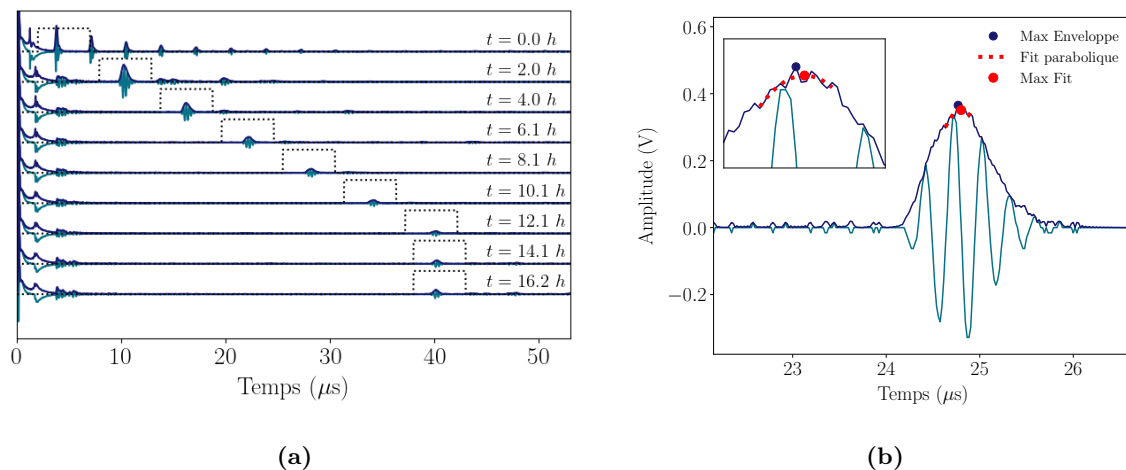 t = 0.0 h
t = 2.0 h
t = 4.0 h
t = 6.1 h
t = 8.1 h
t = 10.1 h
t = 12.1 h
t = 14.1 h
t = 16.2 h
0 10 20 30 40 50
Temps (μs)
(a)
Max Enveloppe
Fit parabolique
Max Fit
0.6
0.4
0.2
0.0
−0.2
Amplitude (V)
23 24 25 26
Temps (μs)
(b)